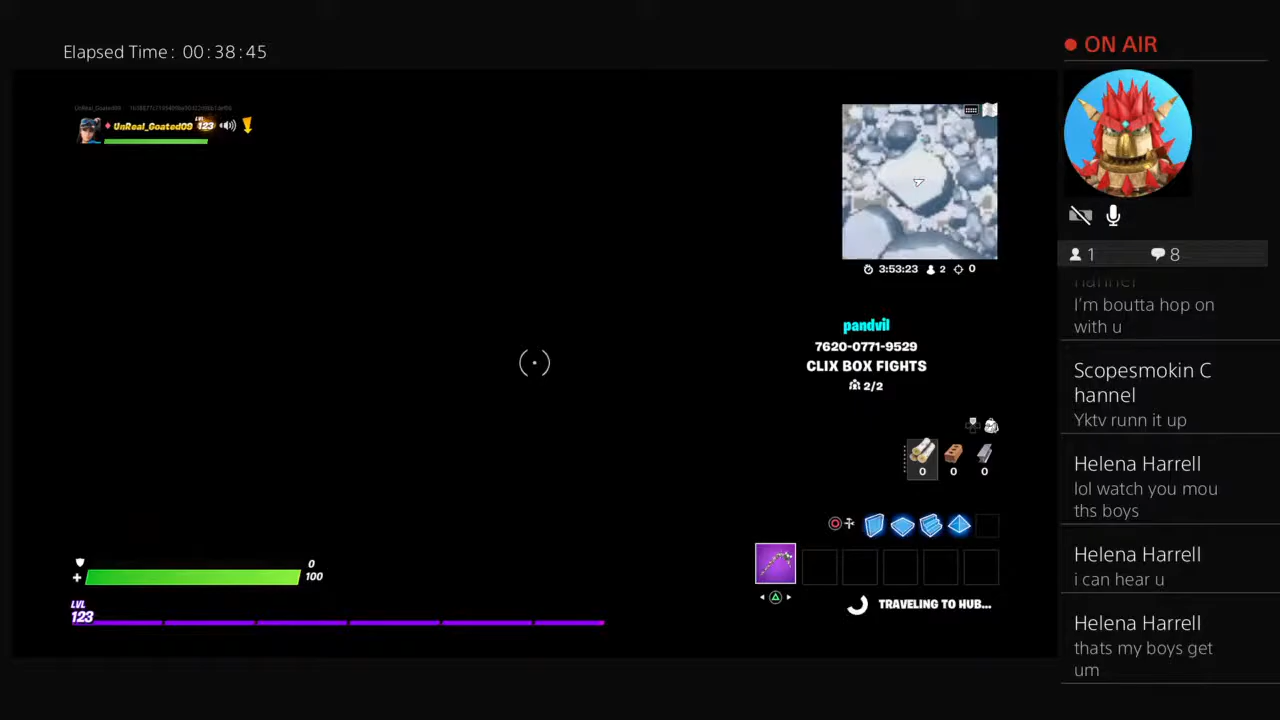 Elapsed Time: 00:38:45
ON AIR
UnReal_Goated09
UnReal_Goated09 LVL 123
1
8
3:53:23 2 0
I'm boutta hop on
with u
pandvil
7620-0771-9529
CLIX BOX FIGHTS
2/2
Scopesmokin C
hannel
Yktv runn it up
0 0 0
Helena Harrell
lol watch you mou
ths boys
Helena Harrell
i can hear u
0
100
LVL
123
TRAVELING TO HUB...
Helena Harrell
thats my boys get
um